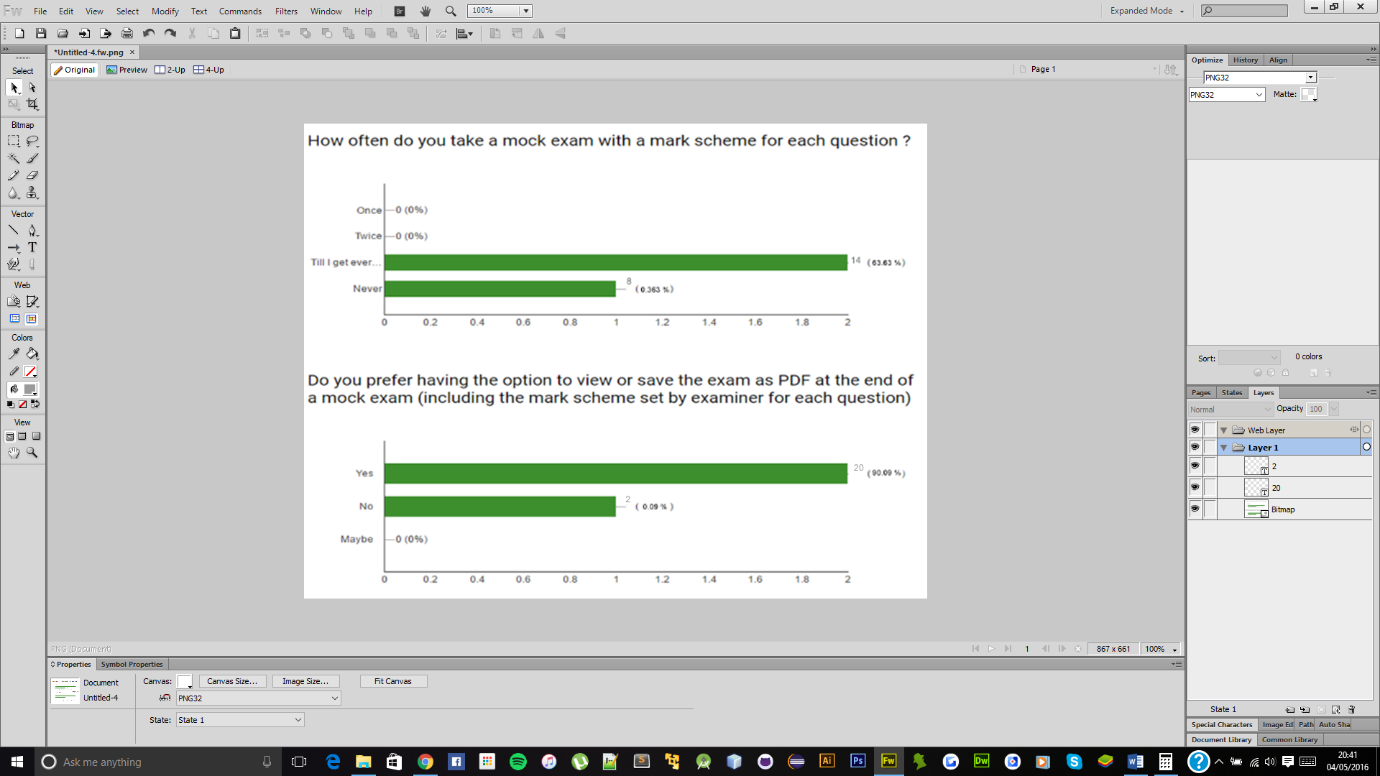 Fw File Edit View Select Modify Text Commands Filters Window Help Br 100% Expanded Mode
*Untitled-4.fw.png ×
Original Preview 2-Up 4-Up Page 1
Select
Bitmap
Vector
Web
Colors
View
How often do you take a mock exam with a mark scheme for each question ?
Once 0 (0%)
Twice 0 (0%)
Till I get ever... 14 ( 63.63 %)
Never 8 ( 0.363 %)
0 0.2 0.4 0.6 0.8 1 1.2 1.4 1.6 1.8 2
Do you prefer having the option to view or save the exam as PDF at the end of
a mock exam (including the mark scheme set by examiner for each question)
Yes 20 ( 90.09 %)
No 2 ( 0.09 % )
Maybe 0 (0%)
0 0.2 0.4 0.6 0.8 1 1.2 1.4 1.6 1.8 2
PNG (Document) 1 867 x 661 100%
Properties Symbol Properties
Document
Untitled-4
Canvas: Canvas Size... Image Size... Fit Canvas
PNG32
State: State 1
Optimize History Align
PNG32
PNG32 Matte:
Sort: 0 colors
Pages States Layers
Normal Opacity 100
Web Layer
Layer 1
2
20
Bitmap
State 1
Special Characters Image Ed Path Auto Sha
Document Library Common Library
Ask me anything
Ai Ps Fw Dw
20:41
04/05/2016